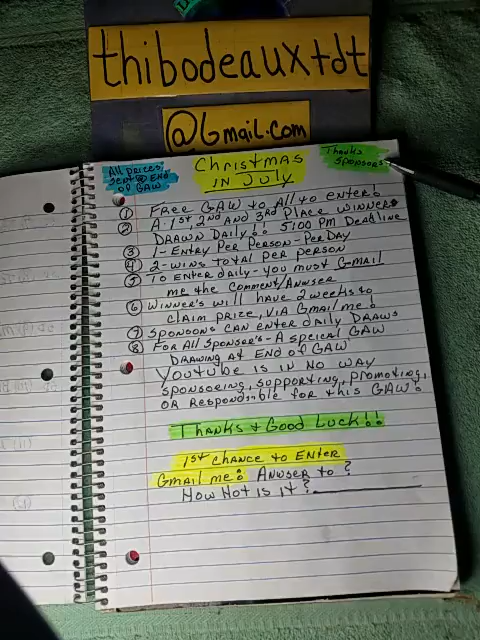 thibodeauxtdt
@Gmail.com
All prizes,
sent @ END
of GAW
CHRISTMAS
IN JULY
Thanks
Sponsors
① FREE GAW to All to enter!
② A 1st, 2nd AND 3rd PLACE WINNER
DRAWN DAILY!! 5:00 PM DEADLINE
③ 1-ENTRY PER PERSON-PER DAY
④ 2-WINS TOTAL PER PERSON
⑤ TO ENTER DAILY-YOU MUST GMAIL
ME the COMMENT/ANWSER
⑥ WINNER'S WILL HAVE 2 WEEKS to
CLAIM PRIZE, VIA GMAIL ME!
⑦ SPONSORS CAN ENTER DAILY DRAWS
⑧ FOR All SPONSER'S-A SPECIAL GAW
DRAWING AT END OF GAW
YOUTUBE IS IN NO WAY
SPONSORING, SUPPORTING, PROMOTING,
OR RESPONSIBLE FOR tHIS GAW!
THANKS & GOOD LUCK!!
1st CHANCE to ENTER
GMAIL ME: ANWSER TO?
HOW HOT IS It?